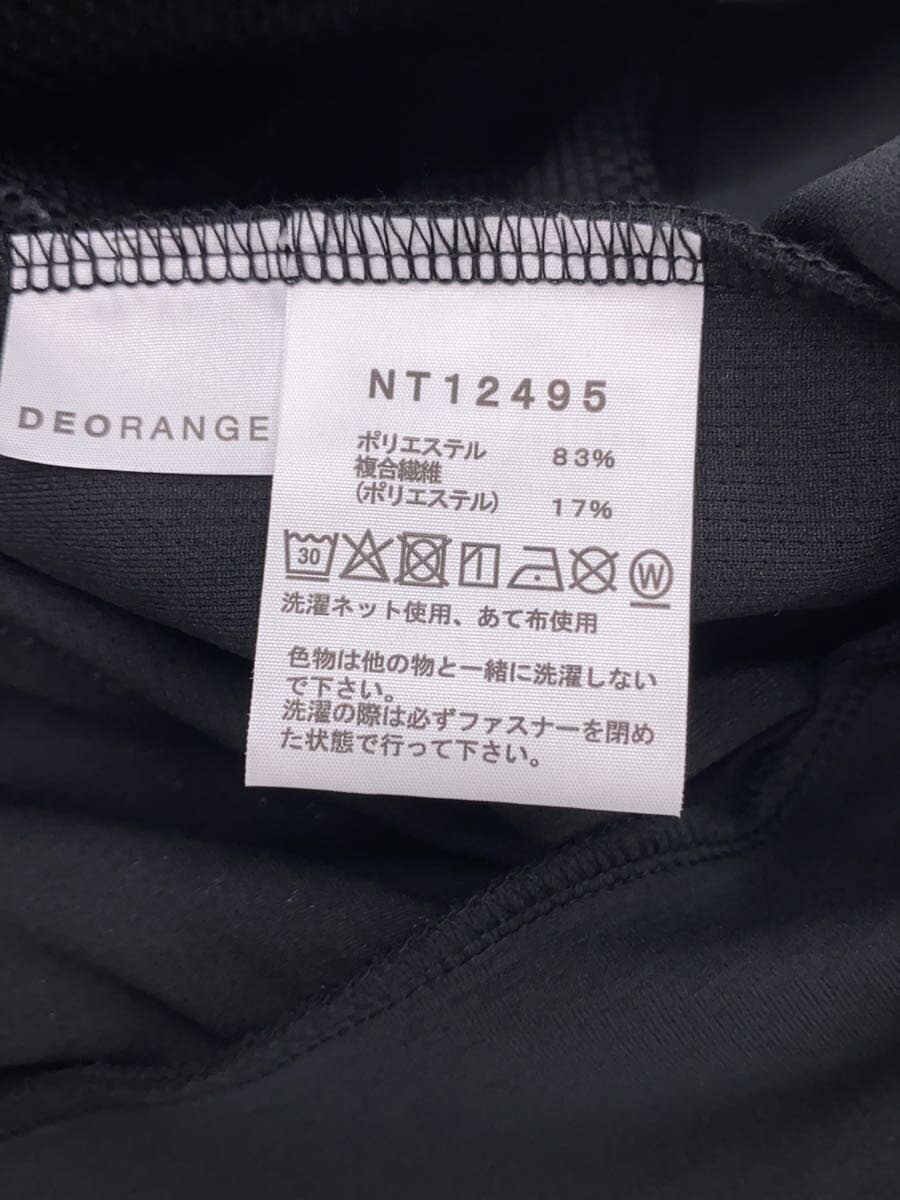 DEORANGE
NT12495
ポリエステル 83%
複合繊維
(ポリエステル) 17%
30 W
洗濯ネット使用、あて布使用
色物は他の物と一緒に洗濯しない
で下さい。
洗濯の際は必ずファスナーを閉め
た状態で行って下さい。